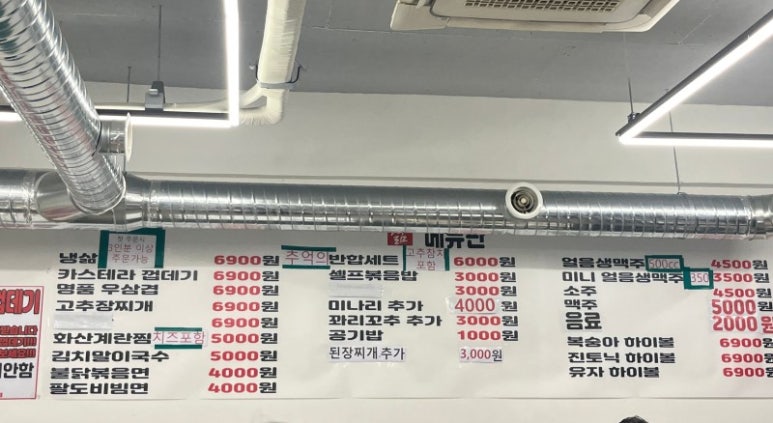 메뉴판
첫 주문시
3인분 이상
주문가능
냉삼 6900원
카스테라 껍데기 6900원
명품 우삼겹 6900원
고추장찌개 6900원
6900원
화산계란찜 치즈포함 5000원
김치말이국수 5000원
불닭볶음면 4000원
팔도비빔면 4000원
추억의 반합세트 고추참치 포함 6000원
셀프볶음밥 3000원
3000원
미나리 추가 4000원
꽈리꼬추 추가 3000원
공기밥 1000원
된장찌개 추가 3,000원
얼음생맥주 500cc 4500원
미니 얼음생맥주 350 3500원
소주 4500원
맥주 5000원
음료 2000원
복숭아 하이볼 6900원
진토닉 하이볼 6900원
유자 하이볼 6900원